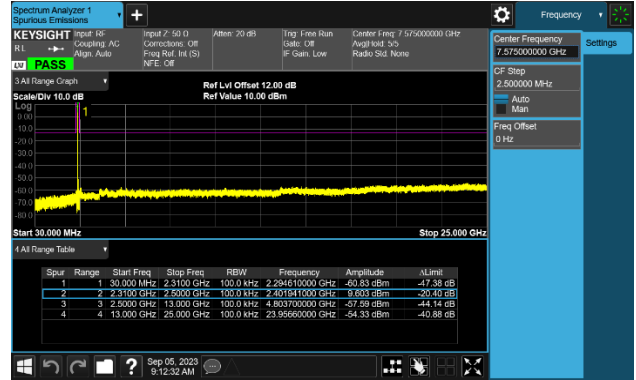 Spectrum Analyzer 1
Spurious Emissions
+
Frequency
KEYSIGHT
Input: RF
Coupling: AC
Align: Auto
Input Z: 50 Ω
Corrections: Off
Freq Ref: Int (S)
NFE: Off
Atten: 20 dB
Trig: Free Run
Gate: Off
IF Gain: Low
Center Freq: 7.575000000 GHz
Avg|Hold: 5/5
Radio Std: None
RL
PASS
Center Frequency
7.575000000 GHz
Settings
CF Step
2.500000 MHz
Auto
Man
Freq Offset
0 Hz
3 All Range Graph
Scale/Div 10.0 dB
Ref Lvl Offset 12.00 dB
Ref Value 10.00 dBm
Log
1
0.00
-10.0
-20.0
-30.0
-40.0
-50.0
-60.0
-70.0
-80.0
Start 30.000 MHz
Stop 25.000 GHz
4 All Range Table
Spur Range Start Freq Stop Freq RBW Frequency Amplitude ΔLimit
1 1 30.000 MHz 2.3100 GHz 100.0 kHz 2.294610000 GHz -60.83 dBm -47.38 dB
2 2 2.3100 GHz 2.5000 GHz 100.0 kHz 2.401941000 GHz 9.603 dBm -20.40 dB
3 3 2.5000 GHz 13.000 GHz 100.0 kHz 4.803700000 GHz -57.59 dBm -44.14 dB
4 4 13.000 GHz 25.000 GHz 100.0 kHz 23.95660000 GHz -54.33 dBm -40.88 dB
?
Sep 05, 2023
9:12:32 AM